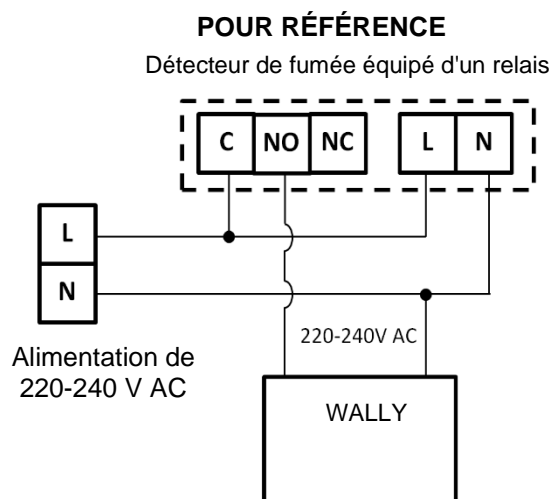 POUR RÉFÉRENCE
Détecteur de fumée équipé d'un relais
C NO NC L N
L
N
220-240V AC
Alimentation de
220-240 V AC
WALLY